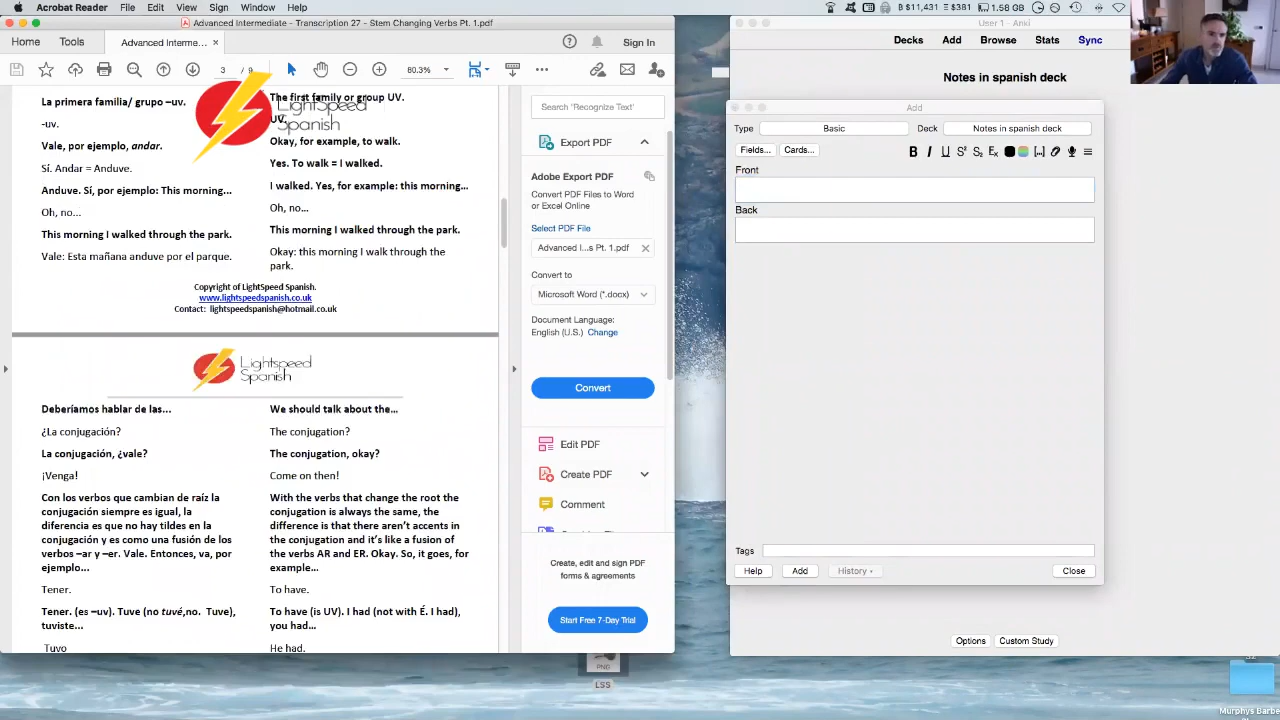 Acrobat Reader File Edit View Sign Window Help
$11,431 $381 1.58 GB
Advanced Intermediate - Transcription 27 - Stem Changing Verbs Pt. 1.pdf
Home Tools Advanced Interme... × Sign In
3 / 9 60.3%
La primera familia/ grupo –uv.
-uv.
Vale, por ejemplo, andar.
Sí. Andar = Anduve.
Anduve. Sí, por ejemplo: This morning...
Oh, no...
This morning I walked through the park.
Vale: Esta mañana anduve por el parque.
The first family or group UV.
UV.
Okay, for example, to walk.
Yes. To walk = I walked.
I walked. Yes, for example: this morning...
Oh, no...
This morning I walked through the park.
Okay: this morning I walk through the
park.
Lightspeed
Spanish
Copyright of LightSpeed Spanish.
www.lightspeedspanish.co.uk
Contact: lightspeedspanish@hotmail.co.uk
Lightspeed
Spanish
Deberíamos hablar de las...
¿La conjugación?
La conjugación, ¿vale?
¡Venga!
Con los verbos que cambian de raíz la
conjugación siempre es igual, la
diferencia es que no hay tildes en la
conjugación y es como una fusión de los
verbos –ar y –er. Vale. Entonces, va, por
ejemplo...
Tener.
Tener. (es –uv). Tuve (no tuvé,no. Tuve),
tuviste...
Tuvo
We should talk about the...
The conjugation?
The conjugation, okay?
Come on then!
With the verbs that change the root the
conjugation is always the same, the
difference is that there aren't
in
the conjugation and it's like a fusion of
the verbs AR and ER. Okay. So, it goes, for
example...
To have.
To have (is UV). I had (not with É. I had),
you had...
He had.
Search 'Recognize Text'
Export PDF
Adobe Export PDF
Convert PDF Files to Word
or Excel Online
Select PDF File
Advanced I...s Pt. 1.pdf
Convert to
Microsoft Word (*.docx)
Document Language:
English (U.S.) Change
Convert
Edit PDF
Create PDF
Comment
Create, edit and sign PDF
forms & agreements
Start Free 7-Day Trial
PNG
LSS
User 1 - Anki
Decks Add Browse Stats Sync
Notes in spanish deck
Add
Type Basic Deck Notes in spanish deck
Fields... Cards...
Front
Back
Tags
Help Add History Close
Options Custom Study
Murphys Barbe